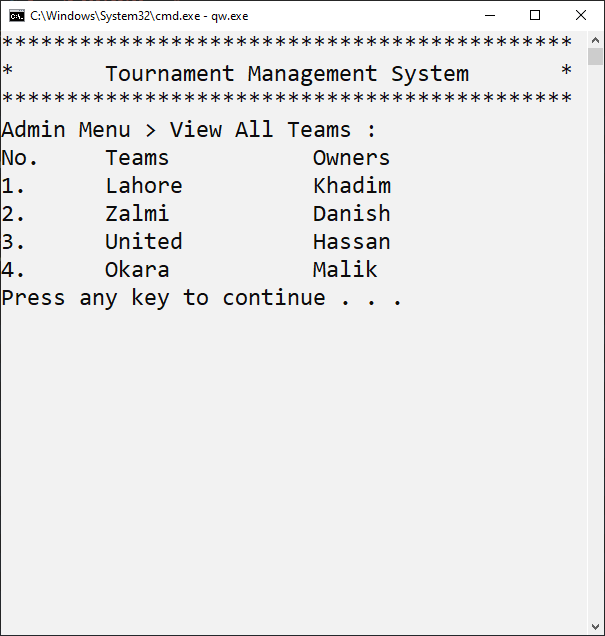 C:\Windows\System32\cmd.exe - qw.exe
********************************************
*       Tournament Management System       *
********************************************
Admin Menu > View All Teams :
No.     Teams           Owners
1.      Lahore          Khadim
2.      Zalmi           Danish
3.      United          Hassan
4.      Okara           Malik
Press any key to continue . . .